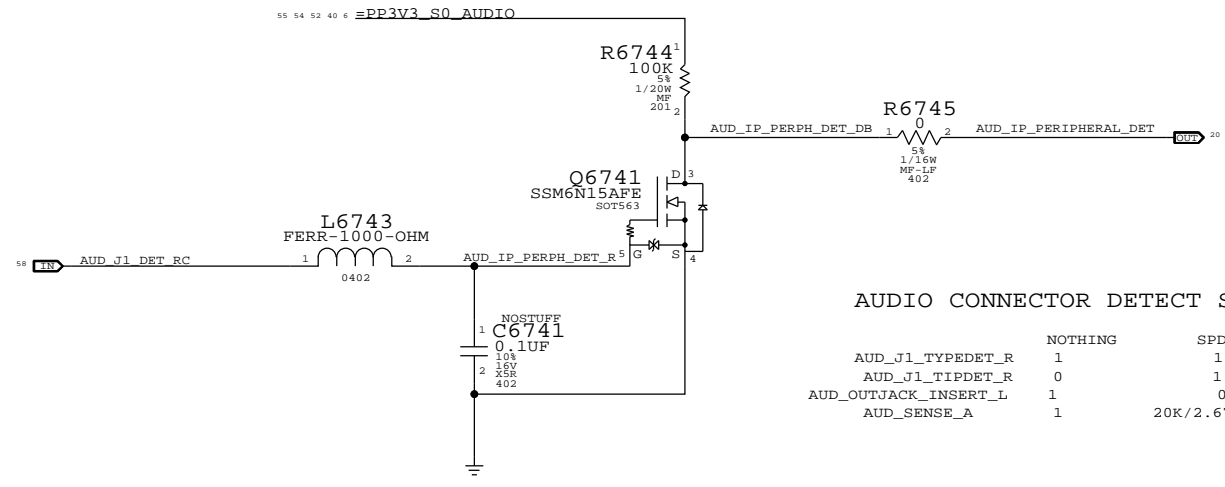 55 54 52 40 6 =PP3V3_S0_AUDIO
R6744
1
100K
5%
1/20W
MF
201
2
R6745
0
AUD_IP_PERPH_DET_DB
1
2
AUD_IP_PERIPHERAL_DET
OUT
20
5%
1/16W
MF-LF
402
Q6741
SSM6N15AFE
SOT563
D
3
L6743
FERR-1000-OHM
58
IN
AUD_J1_DET_RC
1
2
0402
AUD_IP_PERPH_DET_R
5
G
S
4
NOSTUFF
1
C6741
0.1UF
10%
16V
2
X5R
402
AUDIO CONNECTOR DETECT S
NOTHING SPD
AUD_J1_TYPEDET_R 1 1
AUD_J1_TIPDET_R 0 1
AUD_OUTJACK_INSERT_L 1 0
AUD_SENSE_A 1 20K/2.67